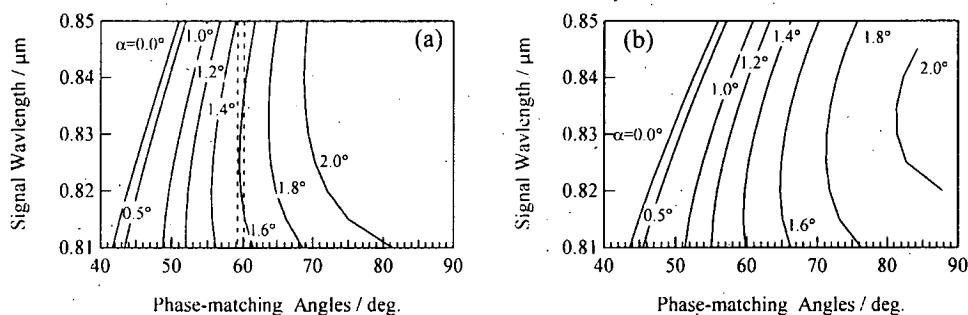 (a)
Signal Wavlength / μm
0.85
0.84
0.83
0.82
0.81
α=0.0°
1.0°
1.2°
1.4°
0.5°
2.0°
1.8°
1.6°
40 50 60 70 80 90
Phase-matching Angles / deg.
(b)
Signal Wavelength / μm
0.85
0.84
0.83
0.82
0.81
1.4°
1.8°
1.2°
1.0°
2.0°
α=0.0°
0.5°
1.6°
40 50 60 70 80 90
Phase-matching Angles / deg.